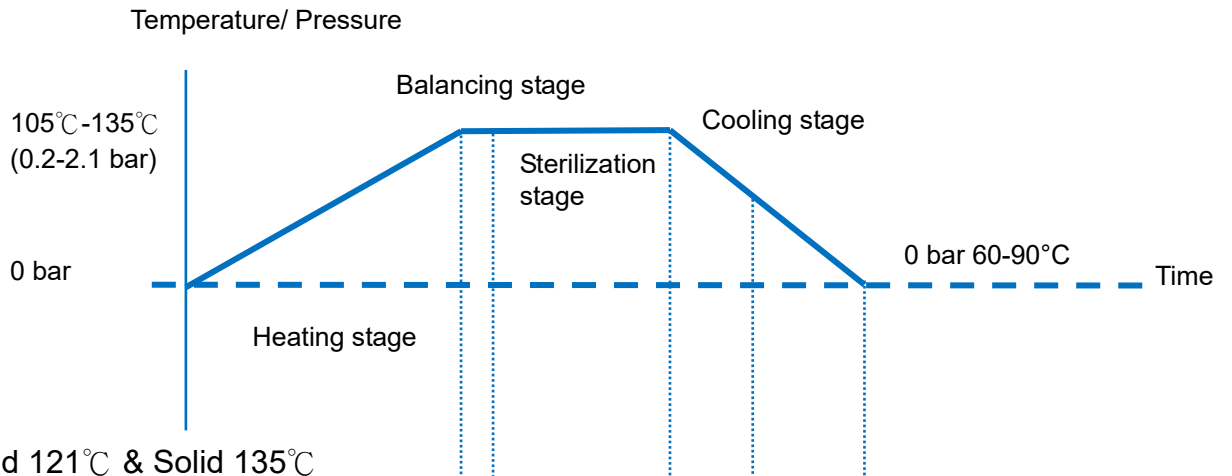 Temperature/ Pressure
Balancing stage
105℃-135℃
(0.2-2.1 bar)
Cooling stage
Sterilization
stage
0 bar
0 bar 60-90°C
Time
Heating stage
d 121℃ & Solid 135℃